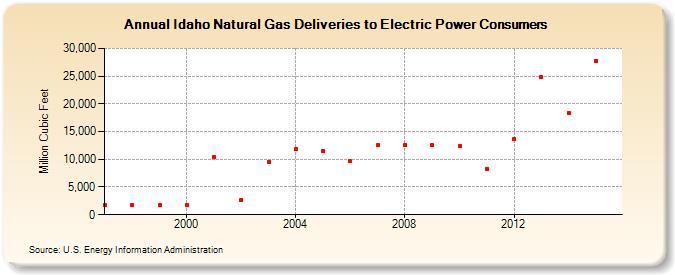 Annual Idaho Natural Gas Deliveries to Electric Power Consumers
Million Cubic Feet
30,000
25,000
20,000
15,000
10,000
5,000
0
2000 2004 2008 2012
Source: U.S. Energy Information Administration